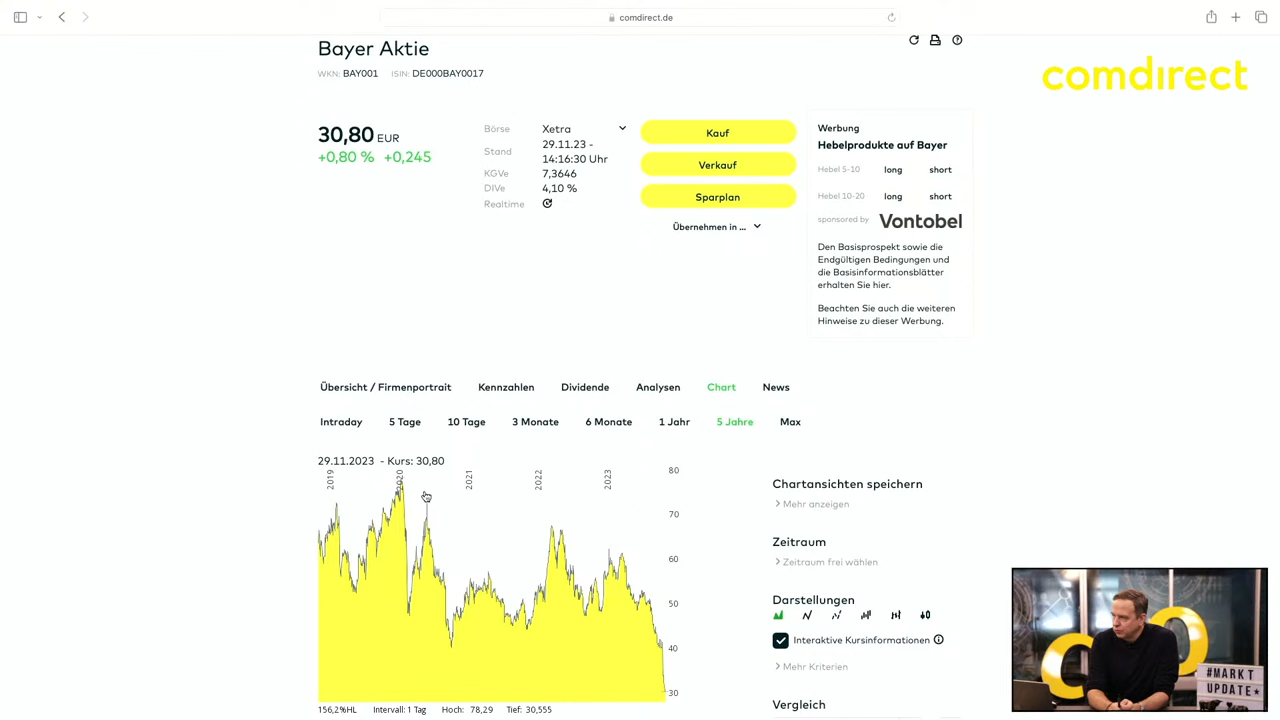 comdirect.de
Bayer Aktie
WKN: BAY001 ISIN: DE000BAY0017
comdirect
30,80 EUR
+0,80 % +0,245
Börse Xetra
Stand 29.11.23 -
14:16:30 Uhr
KGVe 7,3646
DIVe 4,10 %
Realtime
Kauf
Verkauf
Sparplan
Übernehmen in ...
Werbung
Hebelprodukte auf Bayer
Hebel 5-10 long short
Hebel 10-20 long short
sponsored by Vontobel
Den Basisprospekt sowie die
Endgültigen Bedingungen und
die Basisinformationsblätter
erhalten Sie hier.
Beachten Sie auch die weiteren
Hinweise zu dieser Werbung.
Übersicht / Firmenportrait Kennzahlen Dividende Analysen Chart News
Intraday 5 Tage 10 Tage 3 Monate 6 Monate 1 Jahr 5 Jahre Max
29.11.2023 - Kurs: 30,80
2019 2020 2021 2022 2023
80
70
60
50
40
30
156,2%HL Intervall: 1 Tag Hoch: 78,29 Tief: 30,555
Chartansichten speichern
Mehr anzeigen
Zeitraum
Zeitraum frei wählen
Darstellungen
Interaktive Kursinformationen
Mehr Kriterien
Vergleich
#MARKT
UPDATE